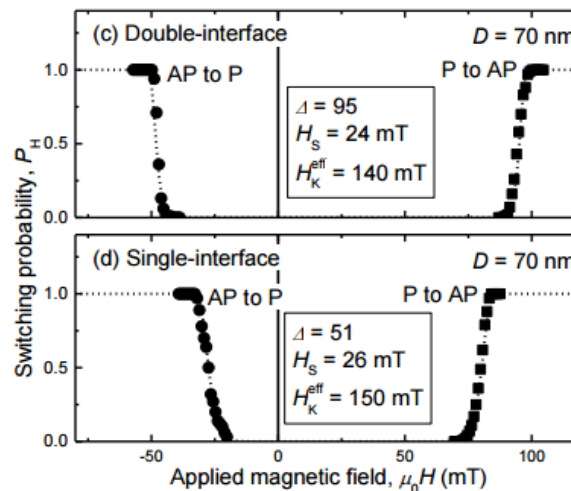 (c) Double-interface
D = 70 nm
1.0
AP to P
P to AP
Δ = 95
H_S = 24 mT
H_K^eff = 140 mT
0.5
0.0
(d) Single-interface
D = 70 nm
1.0
AP to P
P to AP
Δ = 51
H_S = 26 mT
H_K^eff = 150 mT
0.5
0.0
Switching probability, P_H
-50
0
50
100
Applied magnetic field, μ₀H (mT)